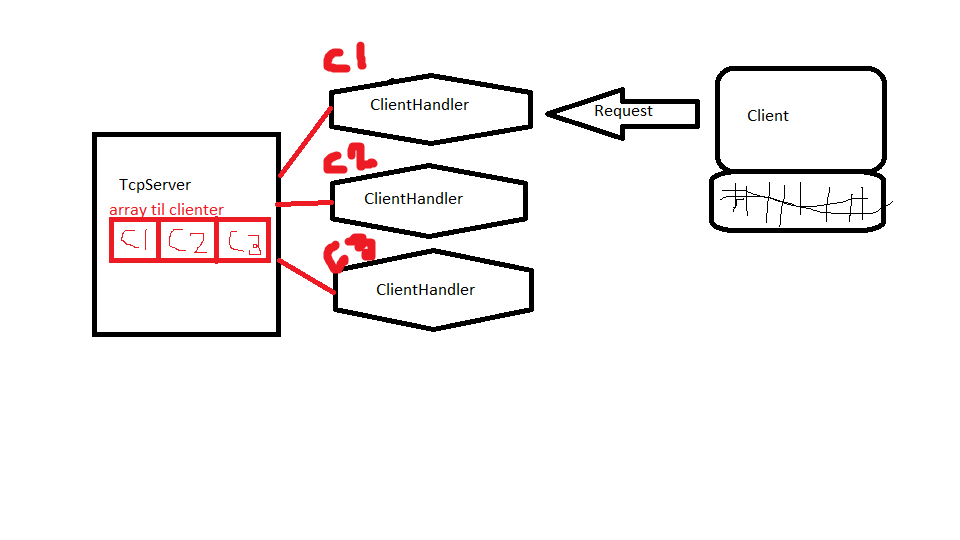 C1
ClientHandler
Request
Client
C2
ClientHandler
TcpServer
array til clienter
C1 C2 C3
C3
ClientHandler